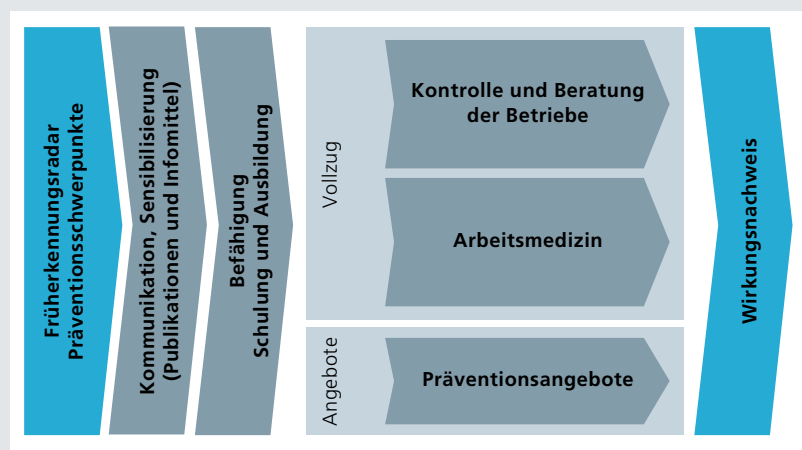 Früherkennungsradar
Präventionsschwerpunkte
Kommunikation, Sensibilisierung
(Publikationen und Infomittel)
Befähigung
Schulung und Ausbildung
Vollzug
Kontrolle und Beratung
der Betriebe
Arbeitsmedizin
Angebote
Präventionsangebote
Wirkungsnachweis